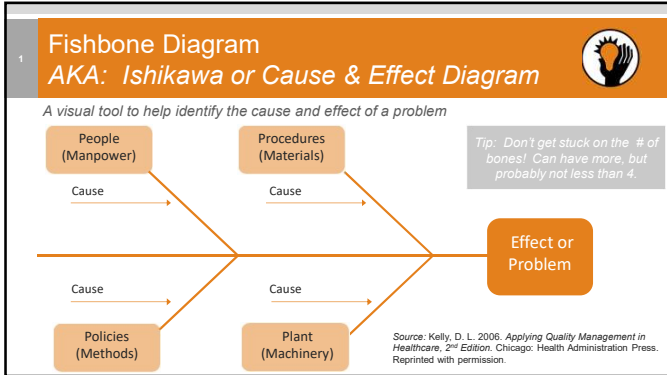 1
Fishbone Diagram
AKA: Ishikawa or Cause & Effect Diagram
A visual tool to help identify the cause and effect of a problem
People
(Manpower)
Procedures
(Materials)
Tip: Don't get stuck on the # of
bones! Can have more, but
probably not less than 4.
Cause
Cause
Effect or
Problem
Cause
Cause
Policies
(Methods)
Plant
(Machinery)
Source: Kelly, D. L. 2006. Applying Quality Management in
Healthcare, 2nd Edition. Chicago: Health Administration Press.
Reprinted with permission.